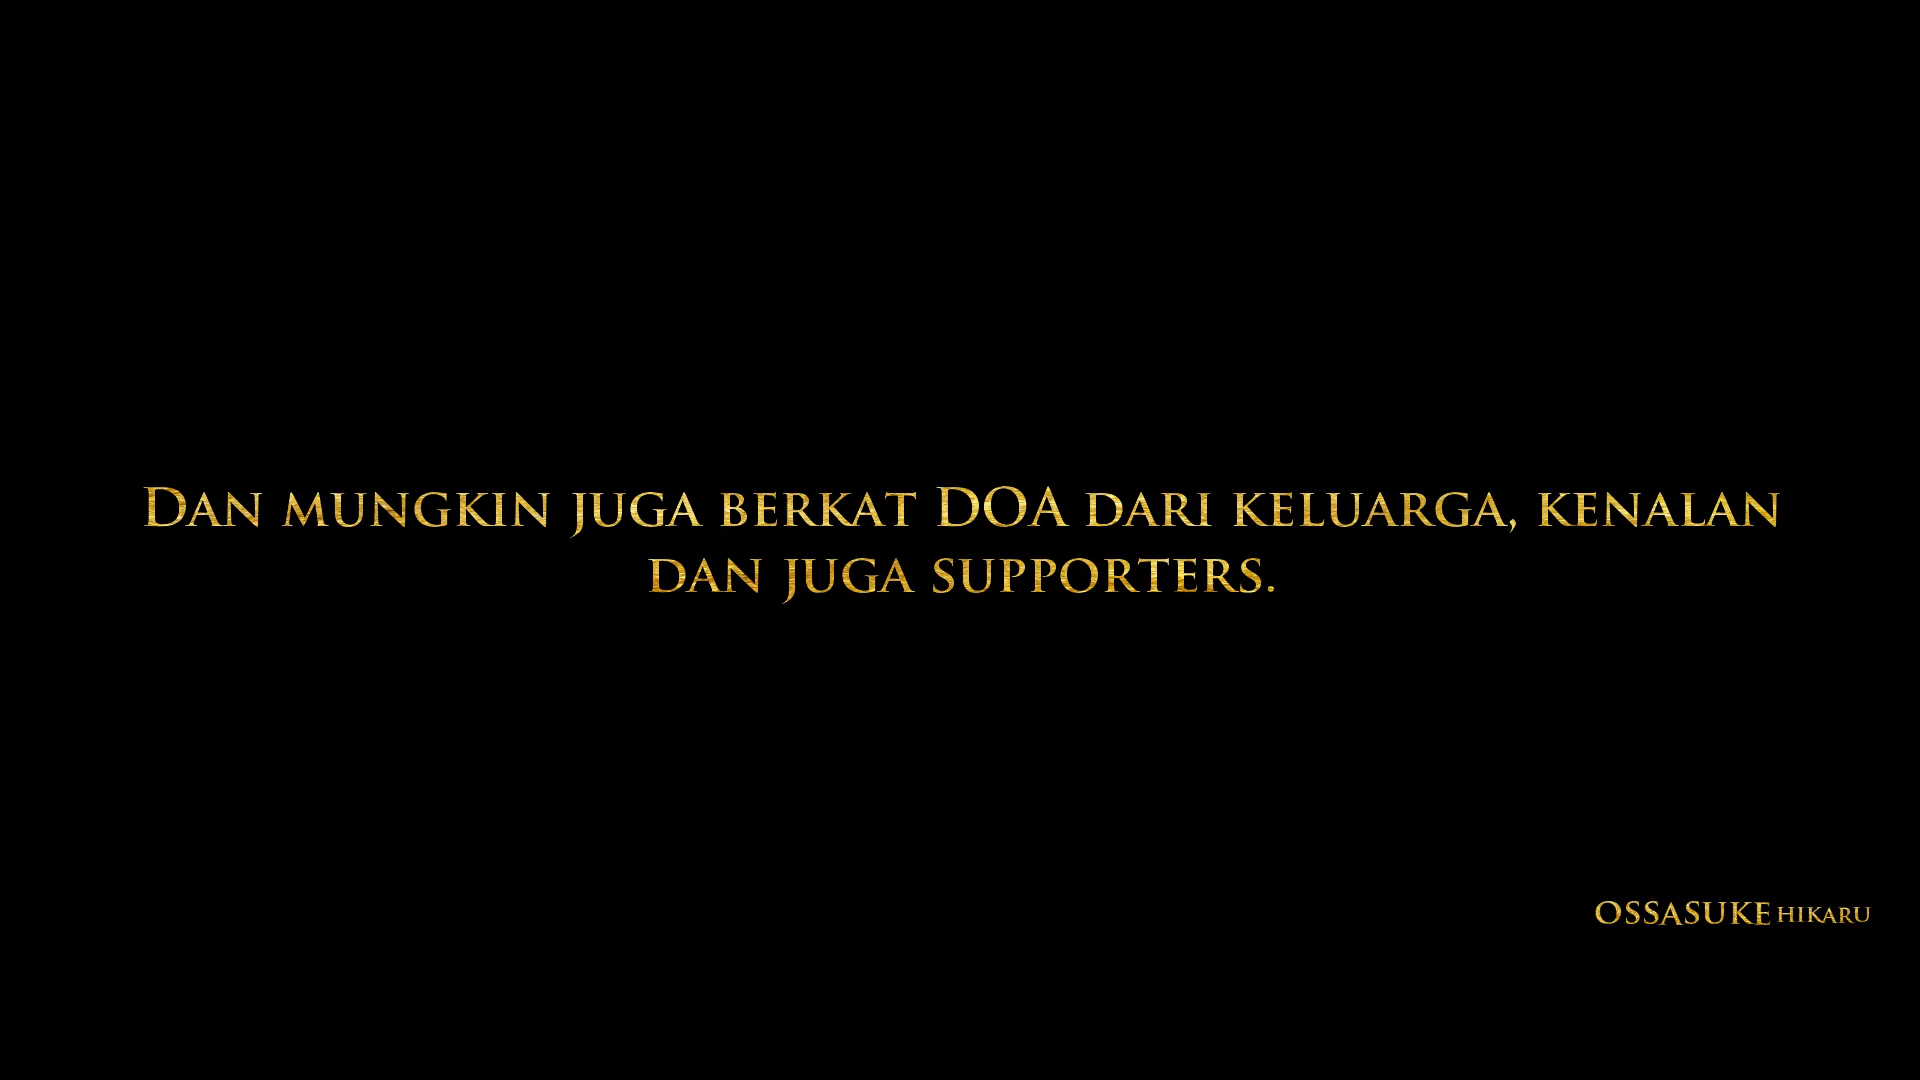 Dan mungkin juga berkat DOA dari keluarga, kenalan
dan juga supporters.
OSSASUKE HIKARU